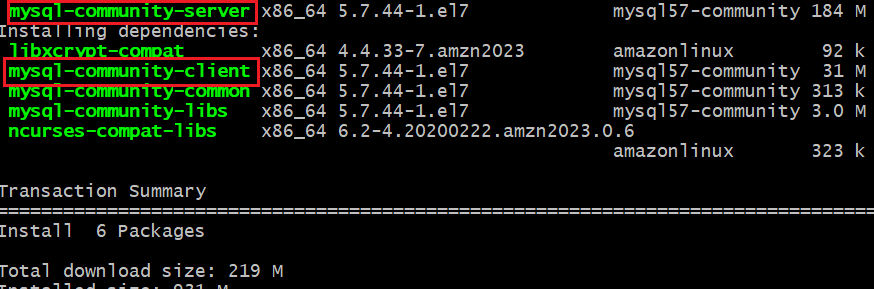 mysql-community-server x86_64 5.7.44-1.el7 mysql57-community 184 M
Installing dependencies:
libxcrypt-compat x86_64 4.4.33-7.amzn2023 amazonlinux 92 k
mysql-community-client x86_64 5.7.44-1.el7 mysql57-community 31 M
mysql-community-common x86_64 5.7.44-1.el7 mysql57-community 313 k
mysql-community-libs x86_64 5.7.44-1.el7 mysql57-community 3.0 M
ncurses-compat-libs x86_64 6.2-4.20200222.amzn2023.0.6
amazonlinux 323 k
Transaction Summary
================================================================================
Install 6 Packages
Total download size: 219 M
Installed size: 931 M